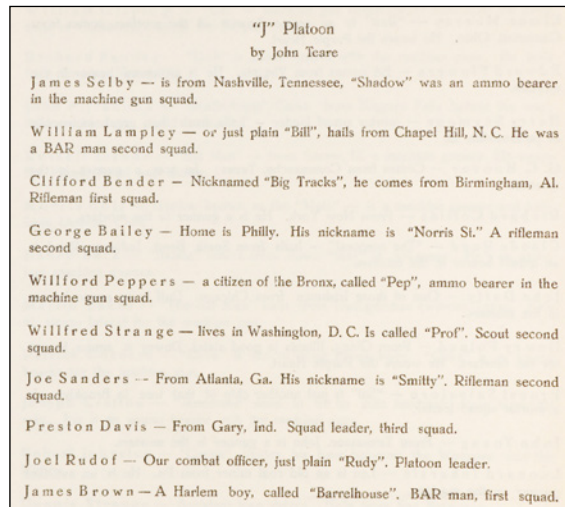 "J" Platoon
by John Teare
James Selby — is from Nashville, Tennessee, "Shadow" was an ammo bearer
in the machine gun squad.
William Lampley — or just plain "Bill", hails from Chapel Hill, N. C. He was
a BAR man second squad.
Clifford Bender — Nicknamed "Big Tracks", he comes from Birmingham, Al.
Rifleman first squad.
George Bailey — Home is Philly. His nickname is "Norris St." A rifleman
second squad.
Willford Peppers — a citizen of the Bronx, called "Pep", ammo bearer in the
machine gun squad.
Willfred Strange — lives in Washington, D. C. Is called "Prof". Scout second
squad.
Joe Sanders -- From Atlanta, Ga. His nickname is "Smitty". Rifleman second
squad.
Preston Davis — From Gary, Ind. Squad leader, third squad.
Joel Rudof — Our combat officer, just plain "Rudy". Platoon leader.
James Brown — A Harlem boy, called "Barrelhouse". BAR man, first squad.